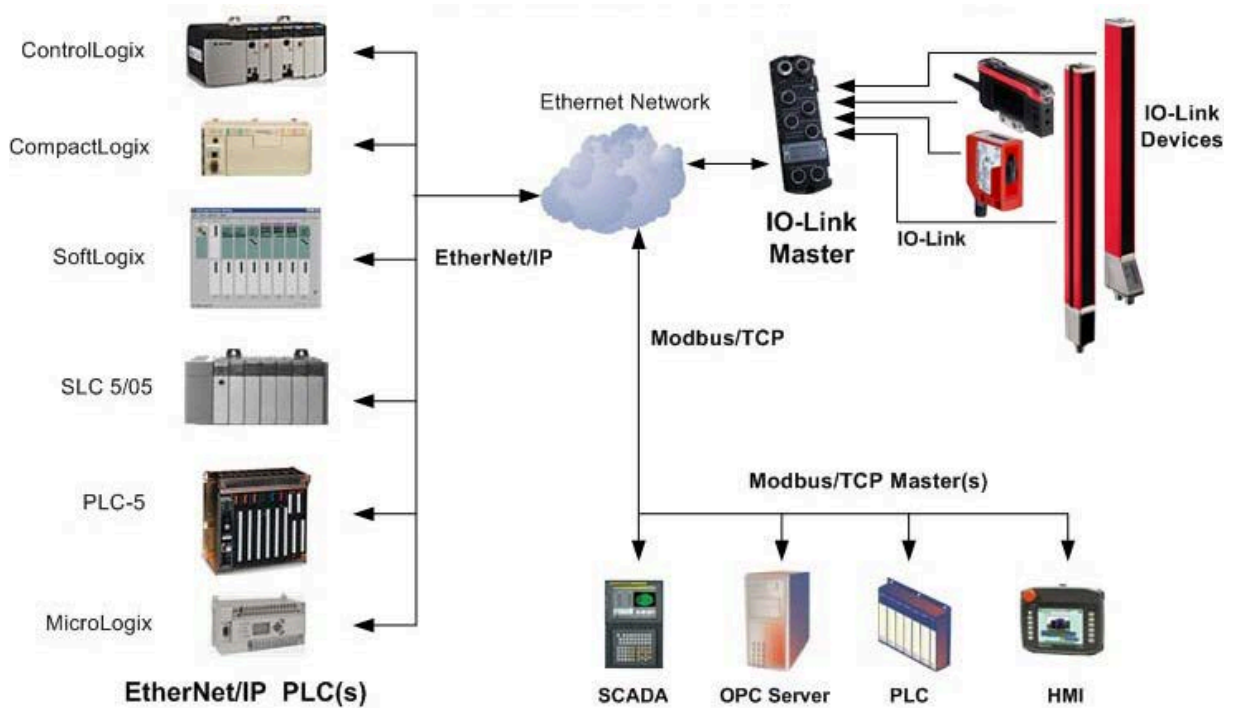 ControlLogix
CompactLogix
SoftLogix
SLC 5/05
PLC-5
MicroLogix
EtherNet/IP PLC(s)
EtherNet/IP
Ethernet Network
IO-Link
Master
IO-Link
IO-Link
Devices
Modbus/TCP
Modbus/TCP Master(s)
SCADA
OPC Server
PLC
HMI